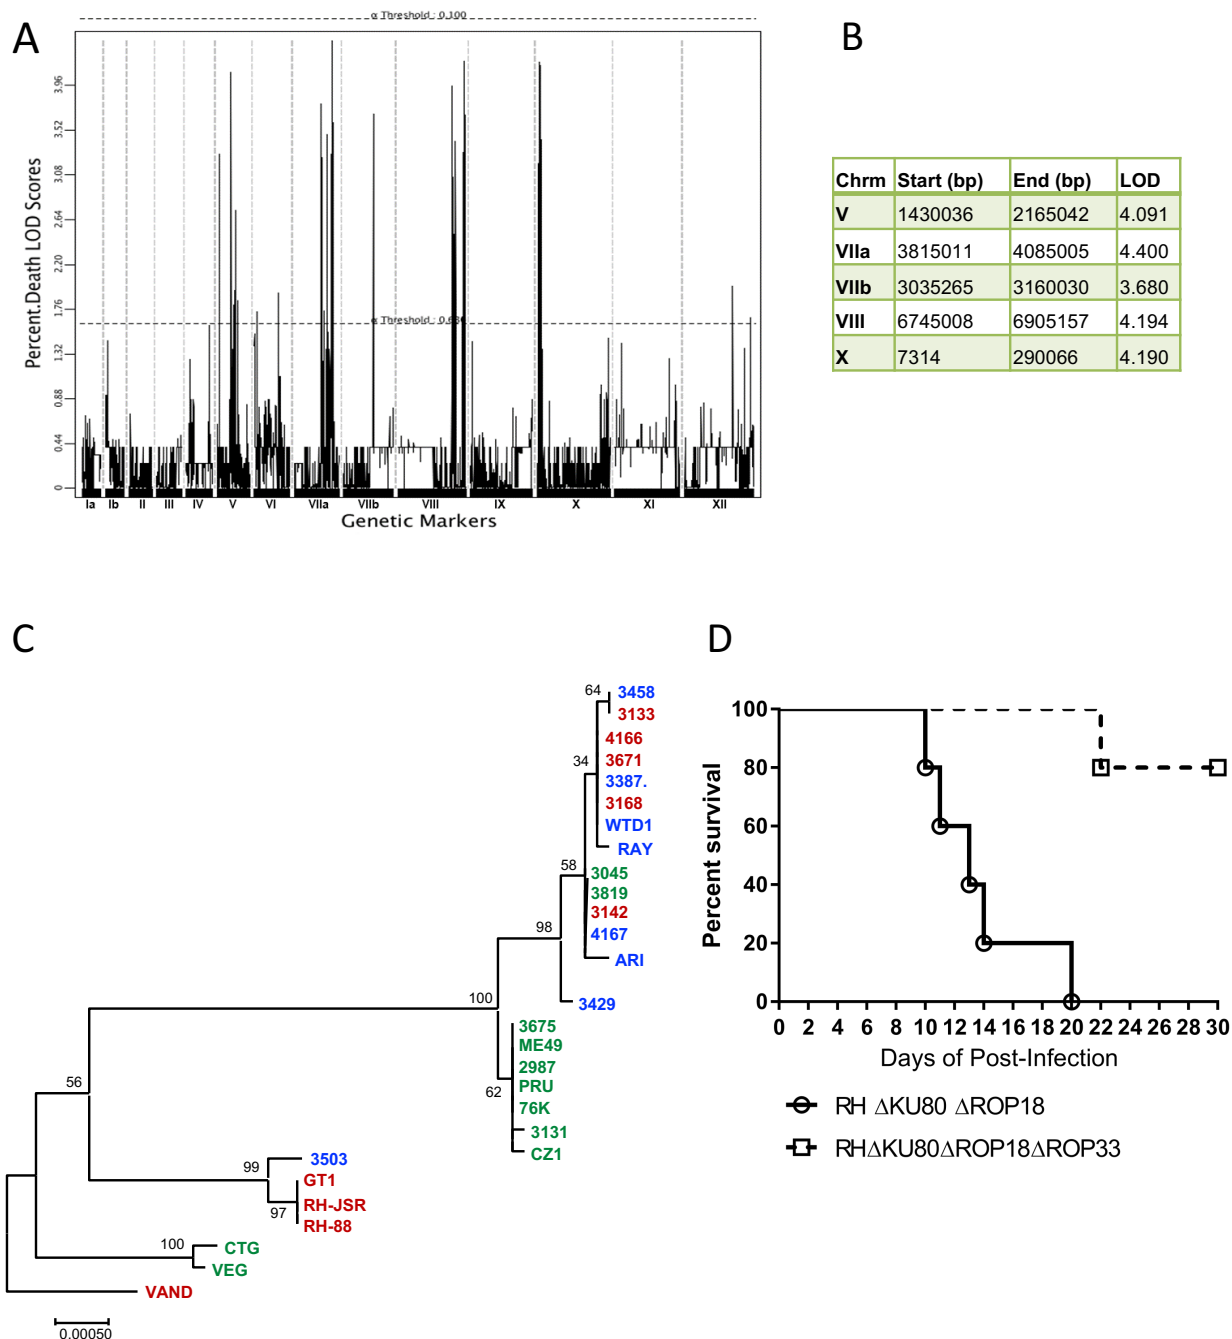 A
α Threshold : 0.100
Percent.Death LOD Scores
3.96
3.52
3.08
2.64
2.20
1.76
1.32
0.88
0.44
0
α Threshold : 0.
Ia Ib II III IV V VI VIIa VIIb VIII IX X XI XII
Genetic Markers
B
Chrm Start (bp) End (bp) LOD
V 1430036 2165042 4.091
VIIa 3815011 4085005 4.400
VIIb 3035265 3160030 3.680
VIII 6745008 6905157 4.194
X 7314 290066 4.190
C
64
3458
3133
4166
3671
34
3387.
3168
WTD1
RAY
58
3045
3819
3142
4167
98
ARI
100
3429
3675
ME49
2987
62
PRU
76K
3131
CZ1
56
99
3503
GT1
97
RH-JSR
RH-88
100
CTG
VEG
VAND
0.00050
D
Percent survival
100
80
60
40
20
0
0 2 4 6 8 10 12 14 16 18 20 22 24 26 28 30
Days of Post-Infection
RH ΔKU80 ΔROP18
RHΔKU80ΔROP18ΔROP33